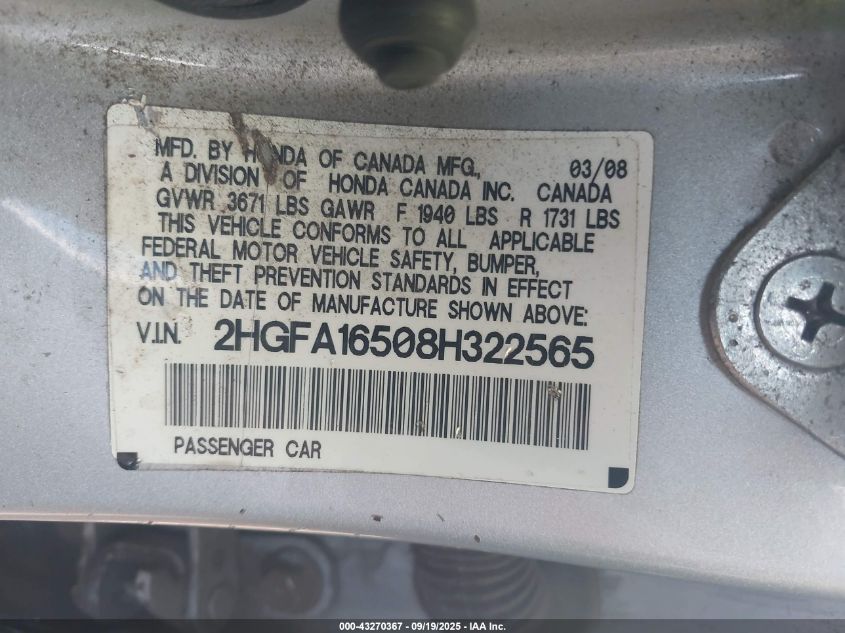 MFD. BY HONDA OF CANADA MFG., 03/08
A DIVISION OF HONDA CANADA INC. CANADA
GVWR 3671 LBS GAWR F 1940 LBS R 1731 LBS
THIS VEHICLE CONFORMS TO ALL APPLICABLE
FEDERAL MOTOR VEHICLE SAFETY, BUMPER,
AND THEFT PREVENTION STANDARDS IN EFFECT
ON THE DATE OF MANUFACTURE SHOWN ABOVE:
V.I.N. 2HGFA16508H322565
PASSENGER CAR
000-43270367 - 09/19/2025 - IAA Inc.